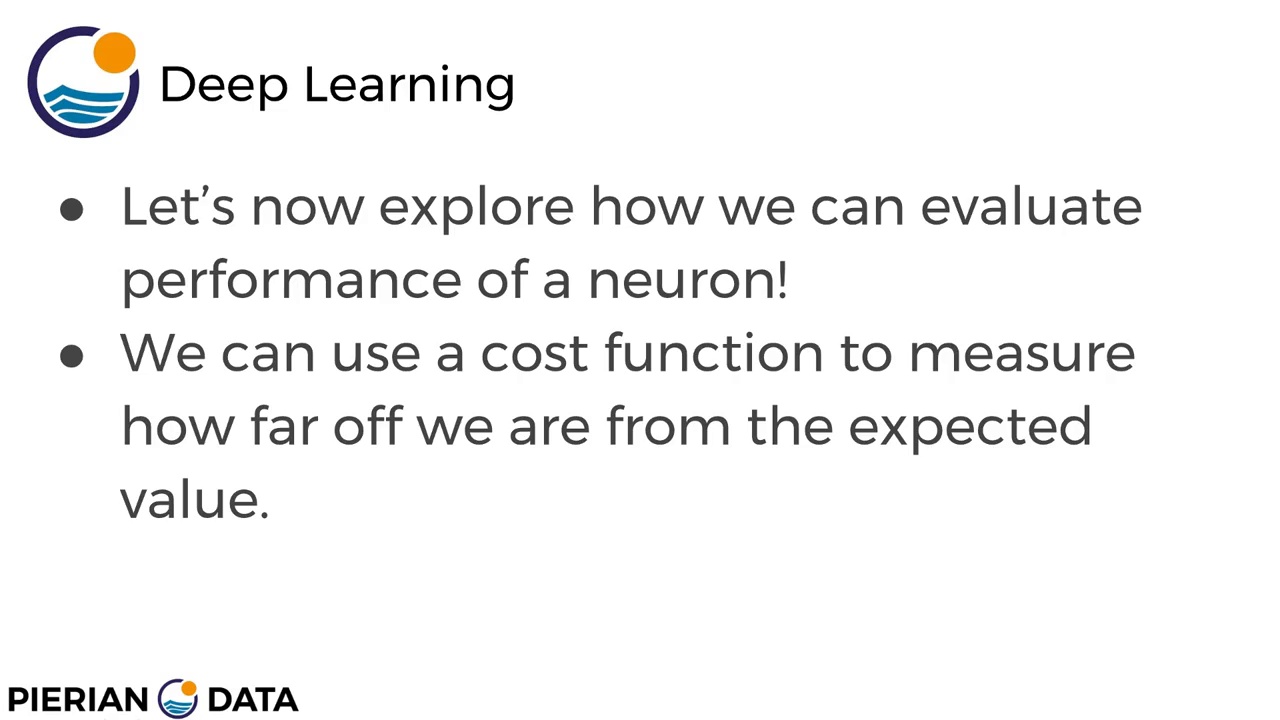 Deep Learning
● Let’s now explore how we can evaluate
performance of a neuron!
● We can use a cost function to measure
how far off we are from the expected
value.
PIERIAN DATA